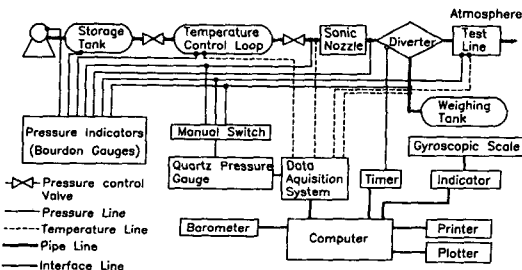 Atmosphere
Storage
Tank
Temperature
Control Loop
Sonic
Nozzle
Diverter
Test
Line
Weighing
Tank
Pressure Indicators
(Bourdon Gauges)
Manual Switch
Gyroscopic Scale
Quartz Pressure
Gauge
Data
Aquisition
System
Timer
Indicator
Pressure control
Valve
Pressure Line
Temperature Line
Pipe Line
Interface Line
Barometer
Computer
Printer
Plotter